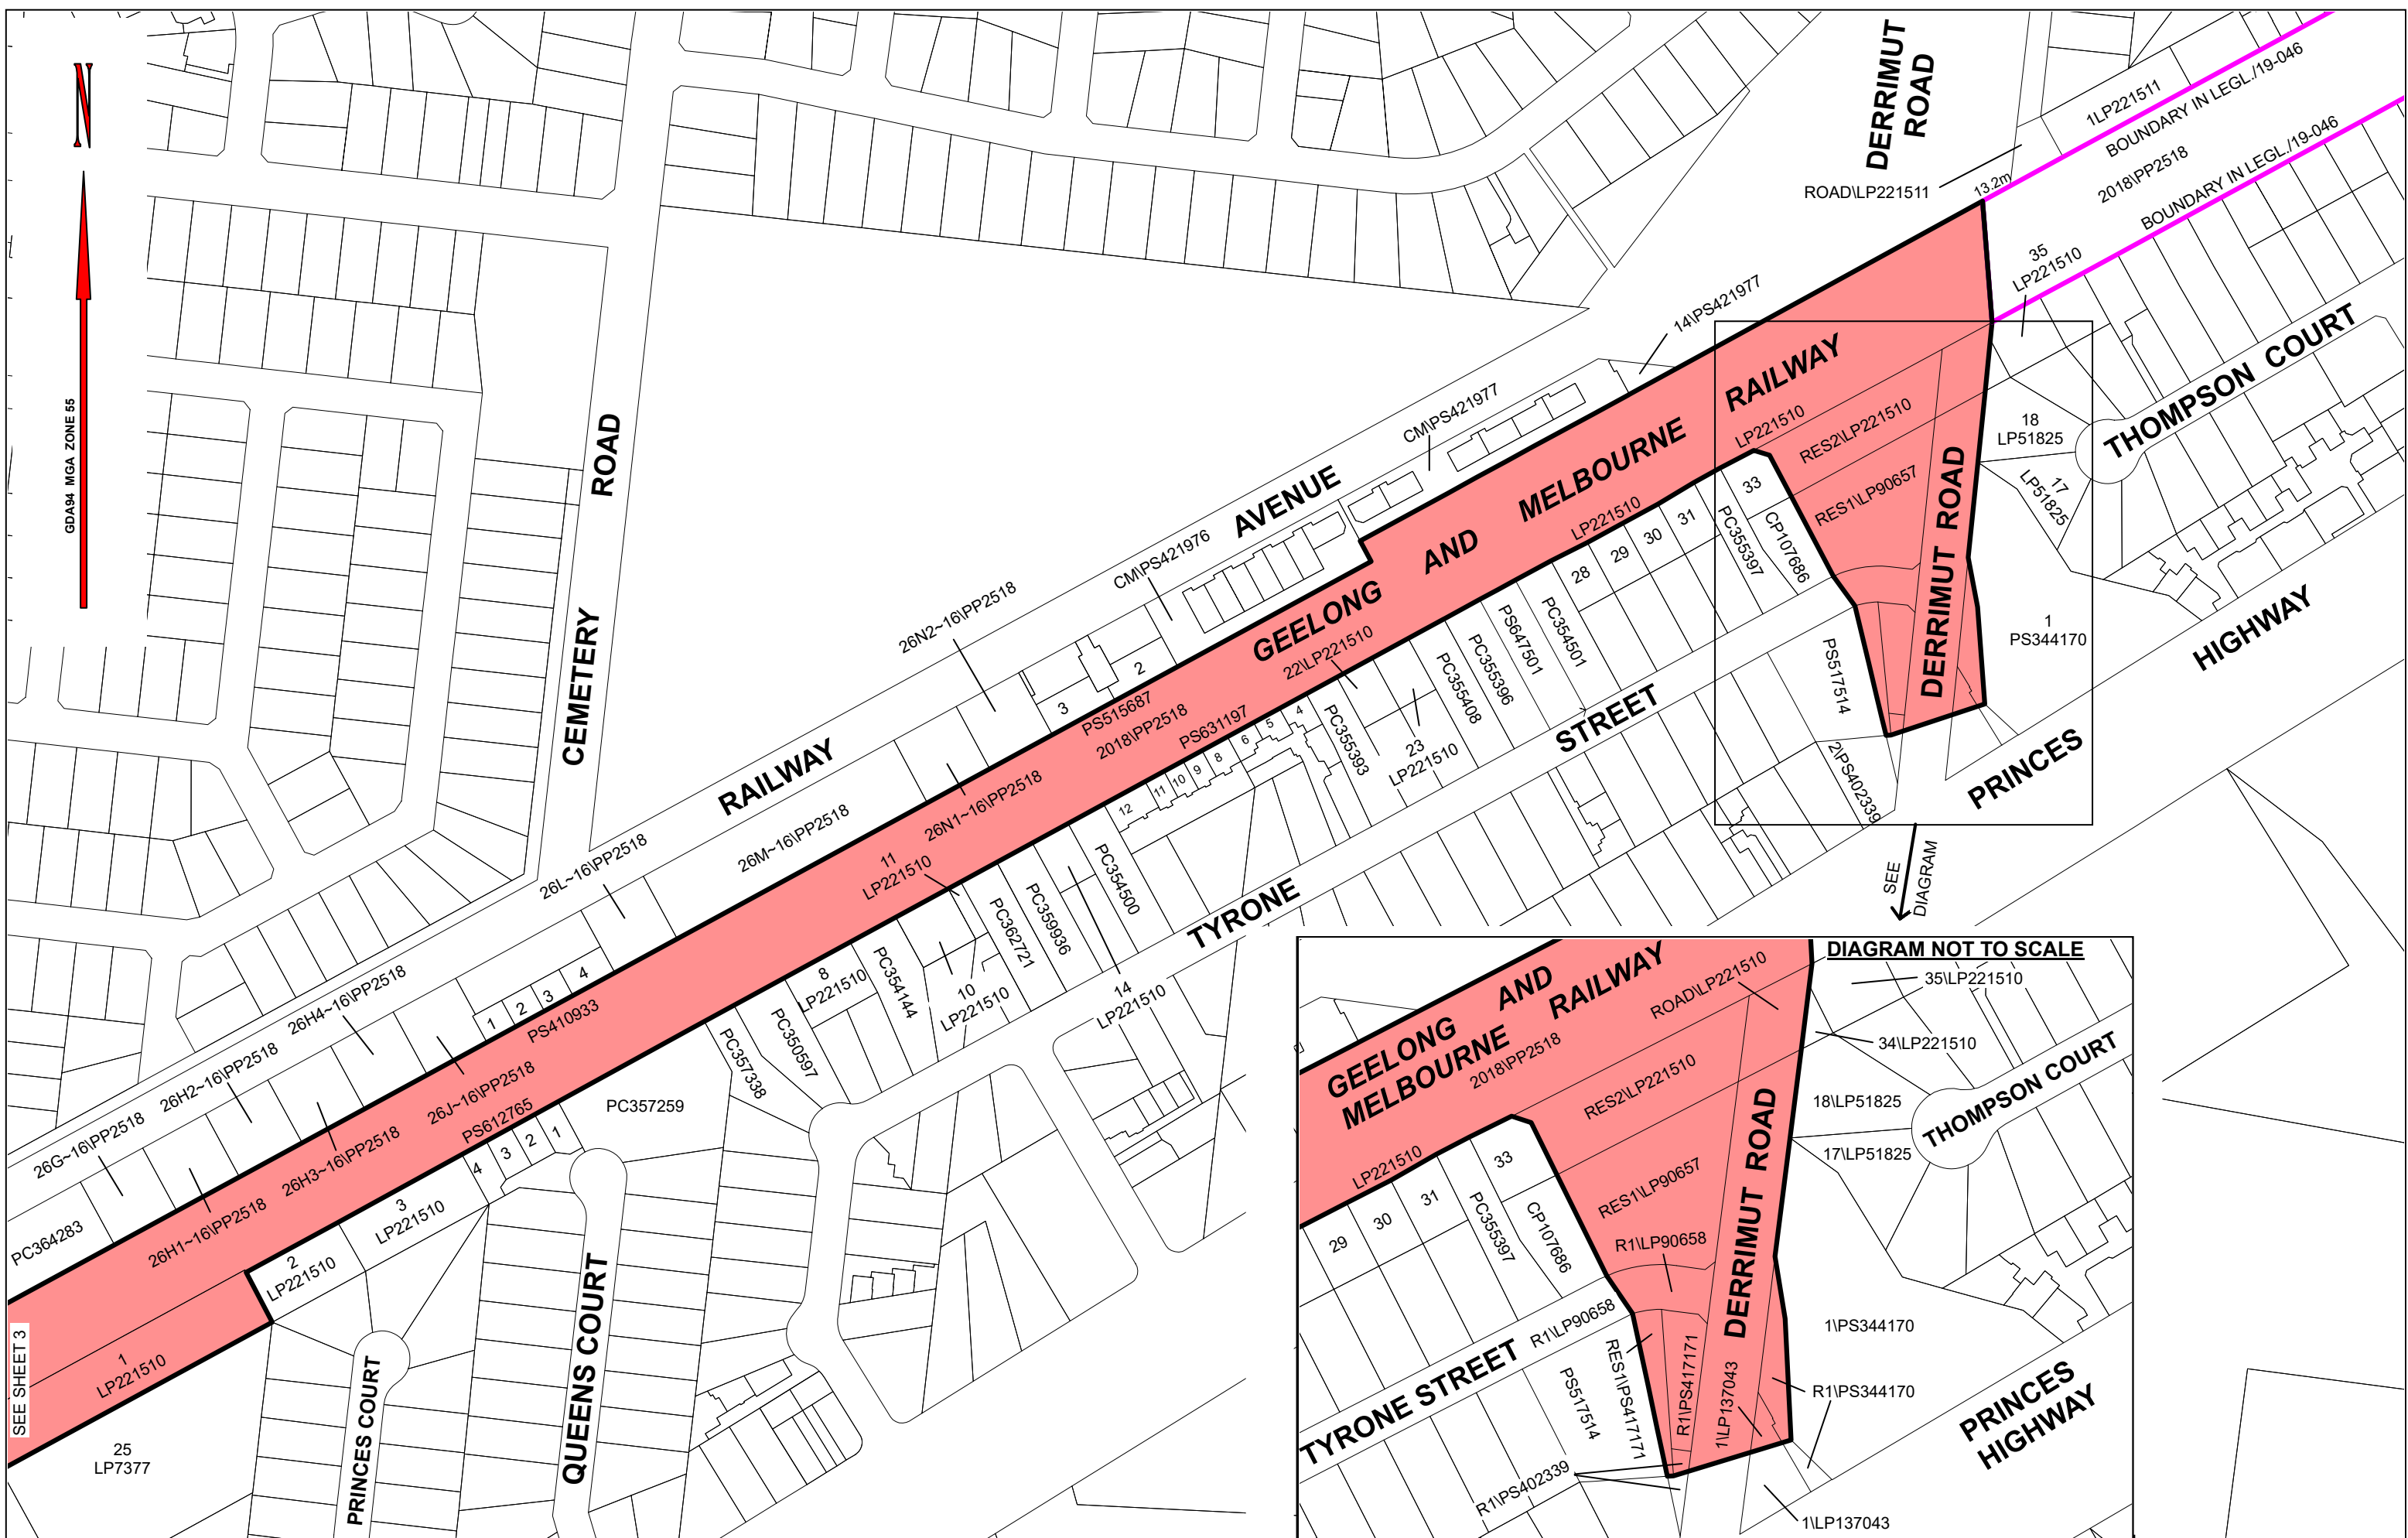 N
GDA94 MGA ZONE 55
DERRIMUT
ROAD
1LP221511
BOUNDARY IN LEGL./19-046
2018\PP2518
BOUNDARY IN LEGL./19-046
ROAD\LP221511
13.2m
35
LP221510
14\PS421977
THOMPSON COURT
CM\PS421977
RAILWAY
LP221510
RES2\LP221510
18
LP51825
17
LP51825
RES1\LP90657
DERRIMUT ROAD
1
PS344170
HIGHWAY
PRINCES
CEMETERY
ROAD
RAILWAY
AVENUE
CM\PS421976
26N2~16\PP2518
GEELONG
AND
MELBOURNE
LP221510
22\LP221510
33
CP107686
PC355397
31
30
29
28
PC354501
PS647501
PC355396
PC355408
23
LP221510
PC355393
PS517514
2\PS402339
STREET
2
3
PS515687
2018\PP2518
PS631197
4
5
6
8
9
10
11
12
26N1~16\PP2518
26M~16\PP2518
26L~16\PP2518
11
LP221510
PC354500
PC359936
PC362721
14
LP221510
TYRONE
10
LP221510
PC354144
8
LP221510
PC350597
PC357338
PC357259
SEE
DIAGRAM
26H4~16\PP2518
26H2~16\PP2518
26G~16\PP2518
1
2
3
4
PS410933
26J~16\PP2518
PS612765
4
3
2
1
26H3~16\PP2518
26H1~16\PP2518
PC364283
3
LP221510
2
LP221510
1
LP221510
SEE SHEET 3
25
LP7377
PRINCES COURT
QUEENS COURT
DIAGRAM NOT TO SCALE
GEELONG AND
MELBOURNE RAILWAY
2018\PP2518
ROAD\LP221510
35\LP221510
34\LP221510
RES2\LP221510
18\LP51825
THOMPSON COURT
17\LP51825
LP221510
33
31
30
29
PC355397
CP107686
RES1\LP90657
R1\LP90658
DERRIMUT ROAD
R1\LP90658
TYRONE STREET
PS517514
RES1\PS417171
R1\PS417171
1\LP137043
1\PS344170
R1\PS344170
R1\PS402339
1\LP137043
PRINCES
HIGHWAY